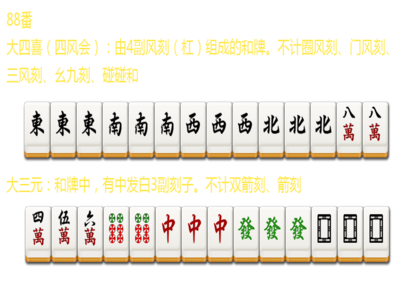 88番
大四喜（四风会）：由4副风刻（杠）组成的和牌。不计圈风刻、门风刻、
三风刻、幺九刻、碰碰和
東 東 東 南 南 南 西 西 西 北 北 北 八萬 八萬
大三元：和牌中，有中发白3副刻子。不计双箭刻、箭刻
四萬 伍萬 六萬 中 中 中 發 發 發